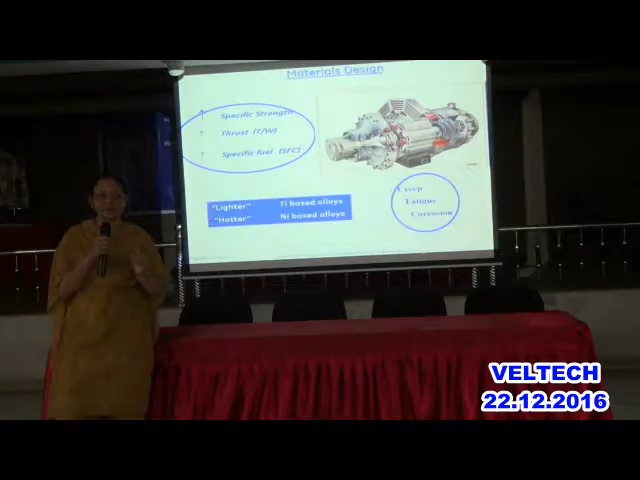 Materials Design
Specific Strength
Thrust (T/W)
Specific fuel (SFC)
"Lighter" Ti based alloys
"Hotter" Ni based alloys
Creep
Fatigue
Corrosion
VELTECH
22.12.2016